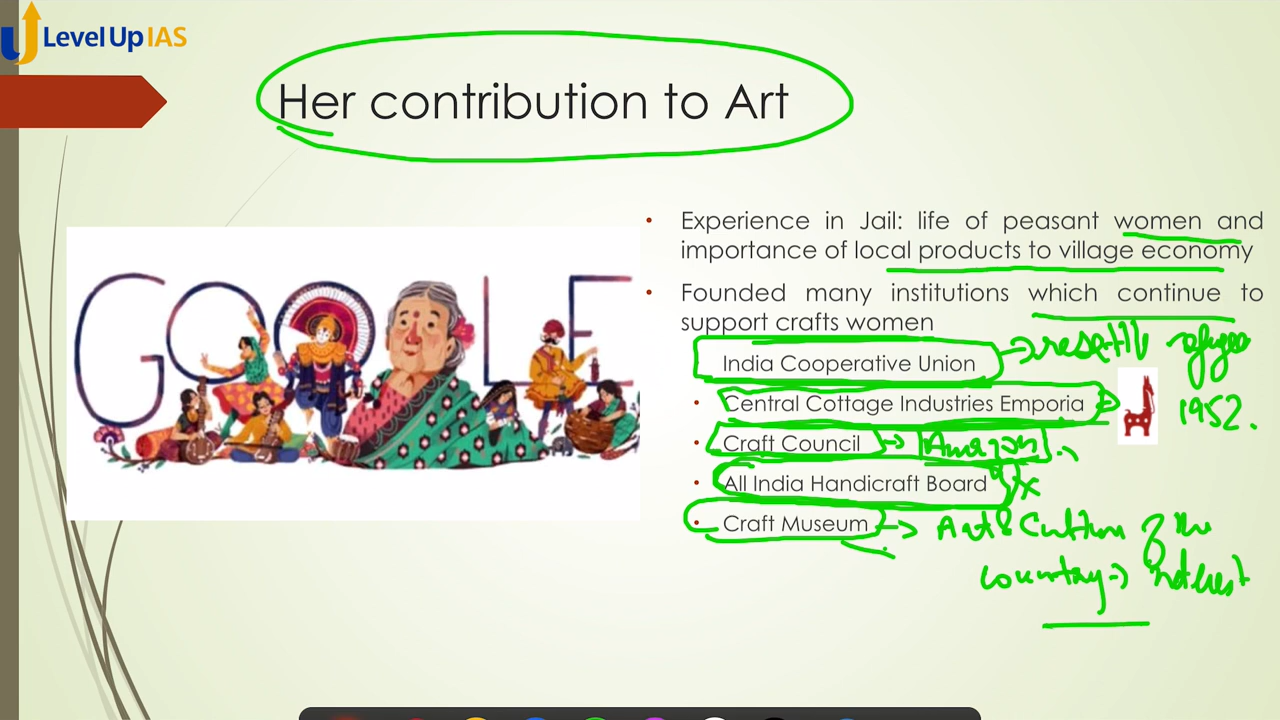 Level Up IAS
Her contribution to Art
Experience in Jail: life of peasant women and
importance of local products to village economy
Founded many institutions which continue to
support crafts women
India Cooperative Union → resettle refugee
Central Cottage Industries Emporia → 1952.
Craft Council → Amazon
All India Handicraft Board x
Craft Museum → Art & Culture of the
country → interest
GOOGLE